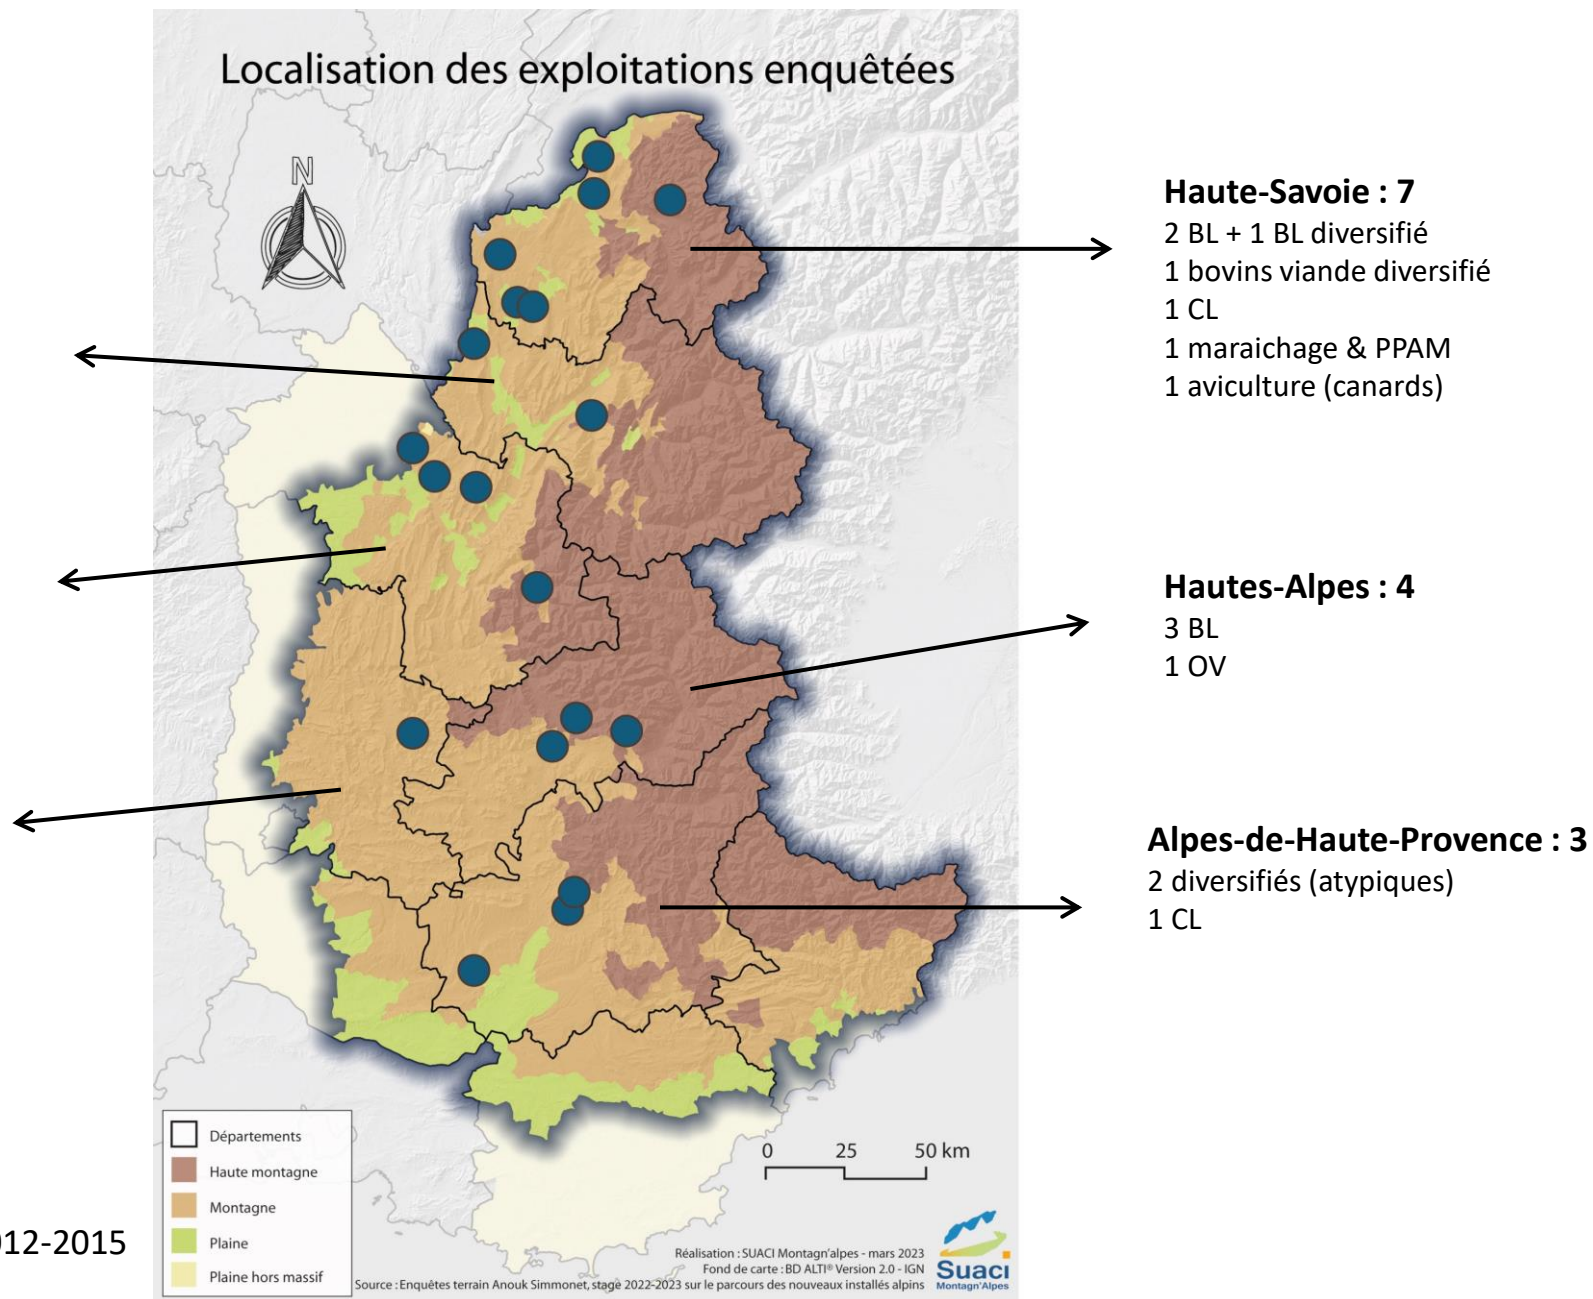 Localisation des exploitations enquêtées
N
Haute-Savoie : 7
2 BL + 1 BL diversifié
1 bovins viande diversifié
1 CL
1 maraichage & PPAM
1 aviculture (canards)
Hautes-Alpes : 4
3 BL
1 OV
Alpes-de-Haute-Provence : 3
2 diversifiés (atypiques)
1 CL
Départements
Haute montagne
Montagne
Plaine
Plaine hors massif
12-2015
0 25 50 km
Réalisation : SUACI Montagn'alpes - mars 2023
Fond de carte : BD ALTI® Version 2.0 - IGN
Source : Enquêtes terrain Anouk Simmonet, stage 2022-2023 sur le parcours des nouveaux installés alpins
Suaci
Montagn'Alpes